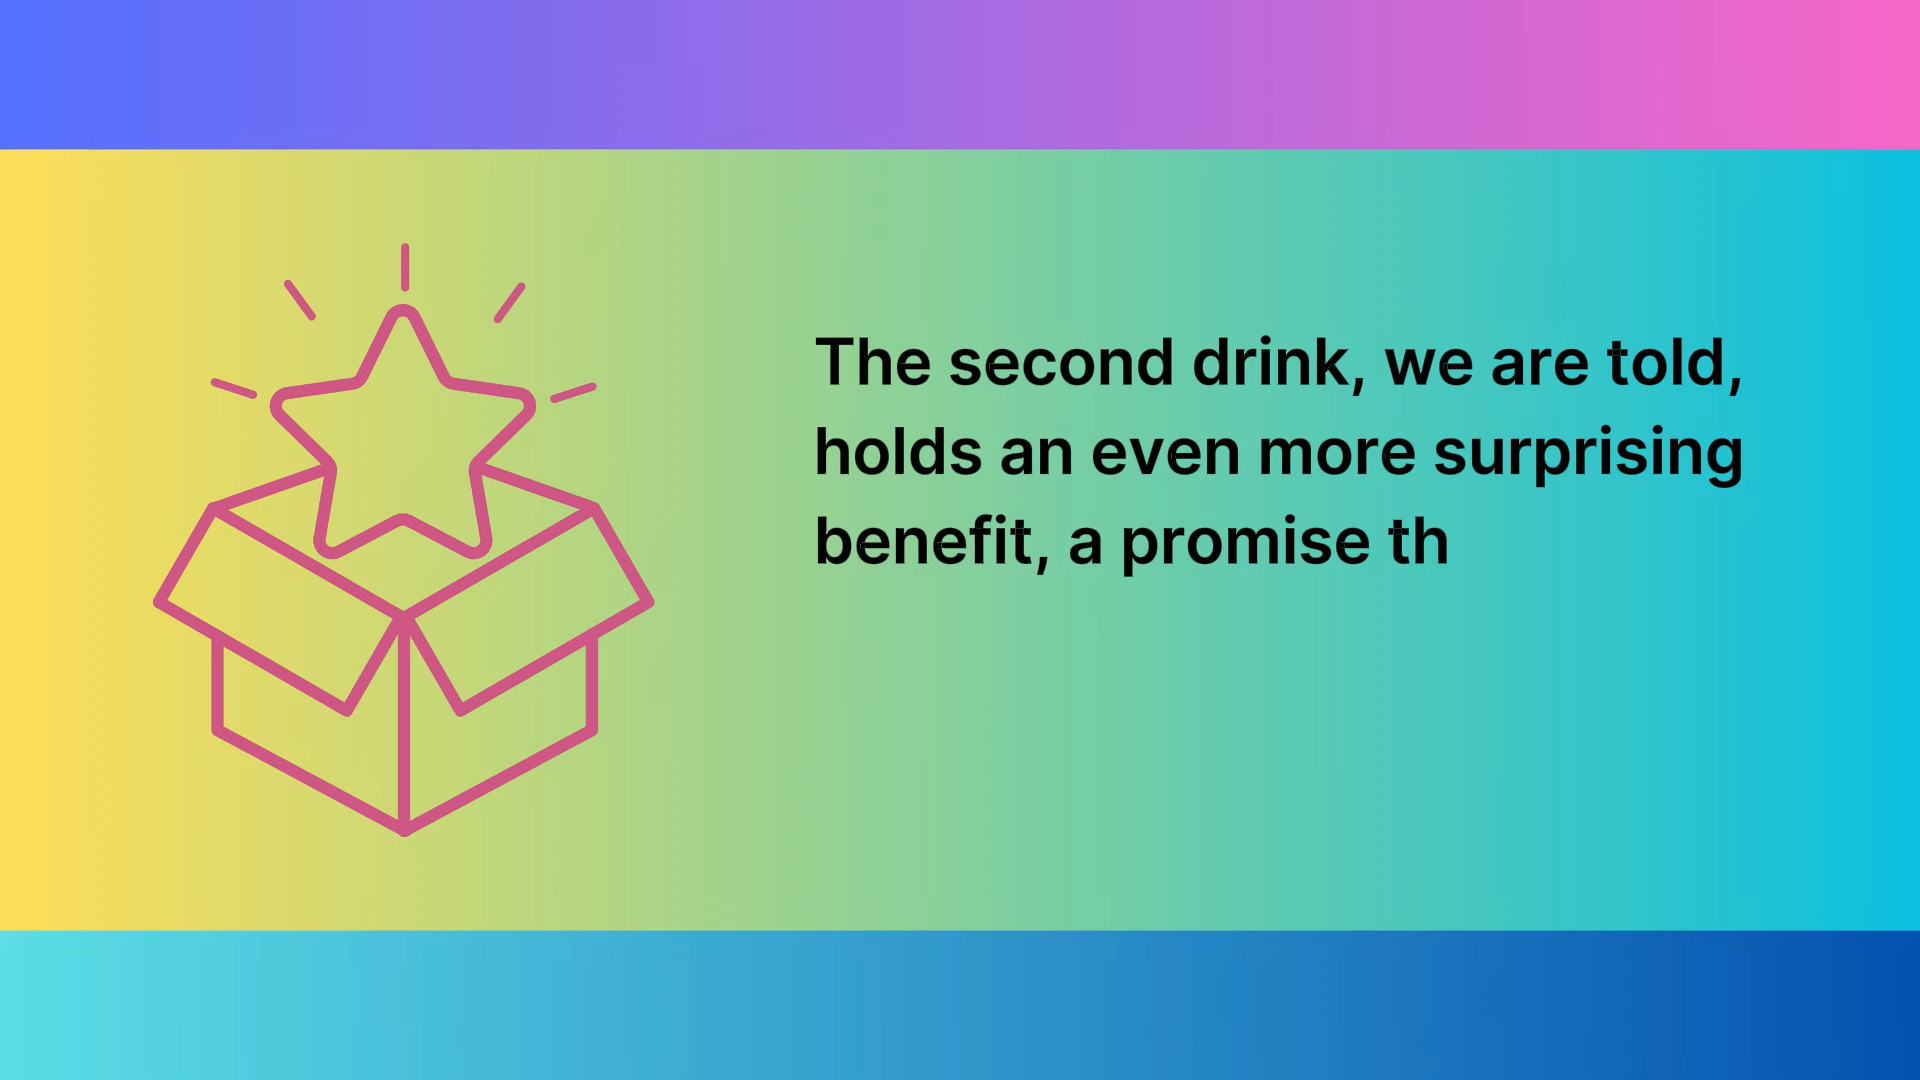 The second drink, we are told,
holds an even more surprising
benefit, a promise th